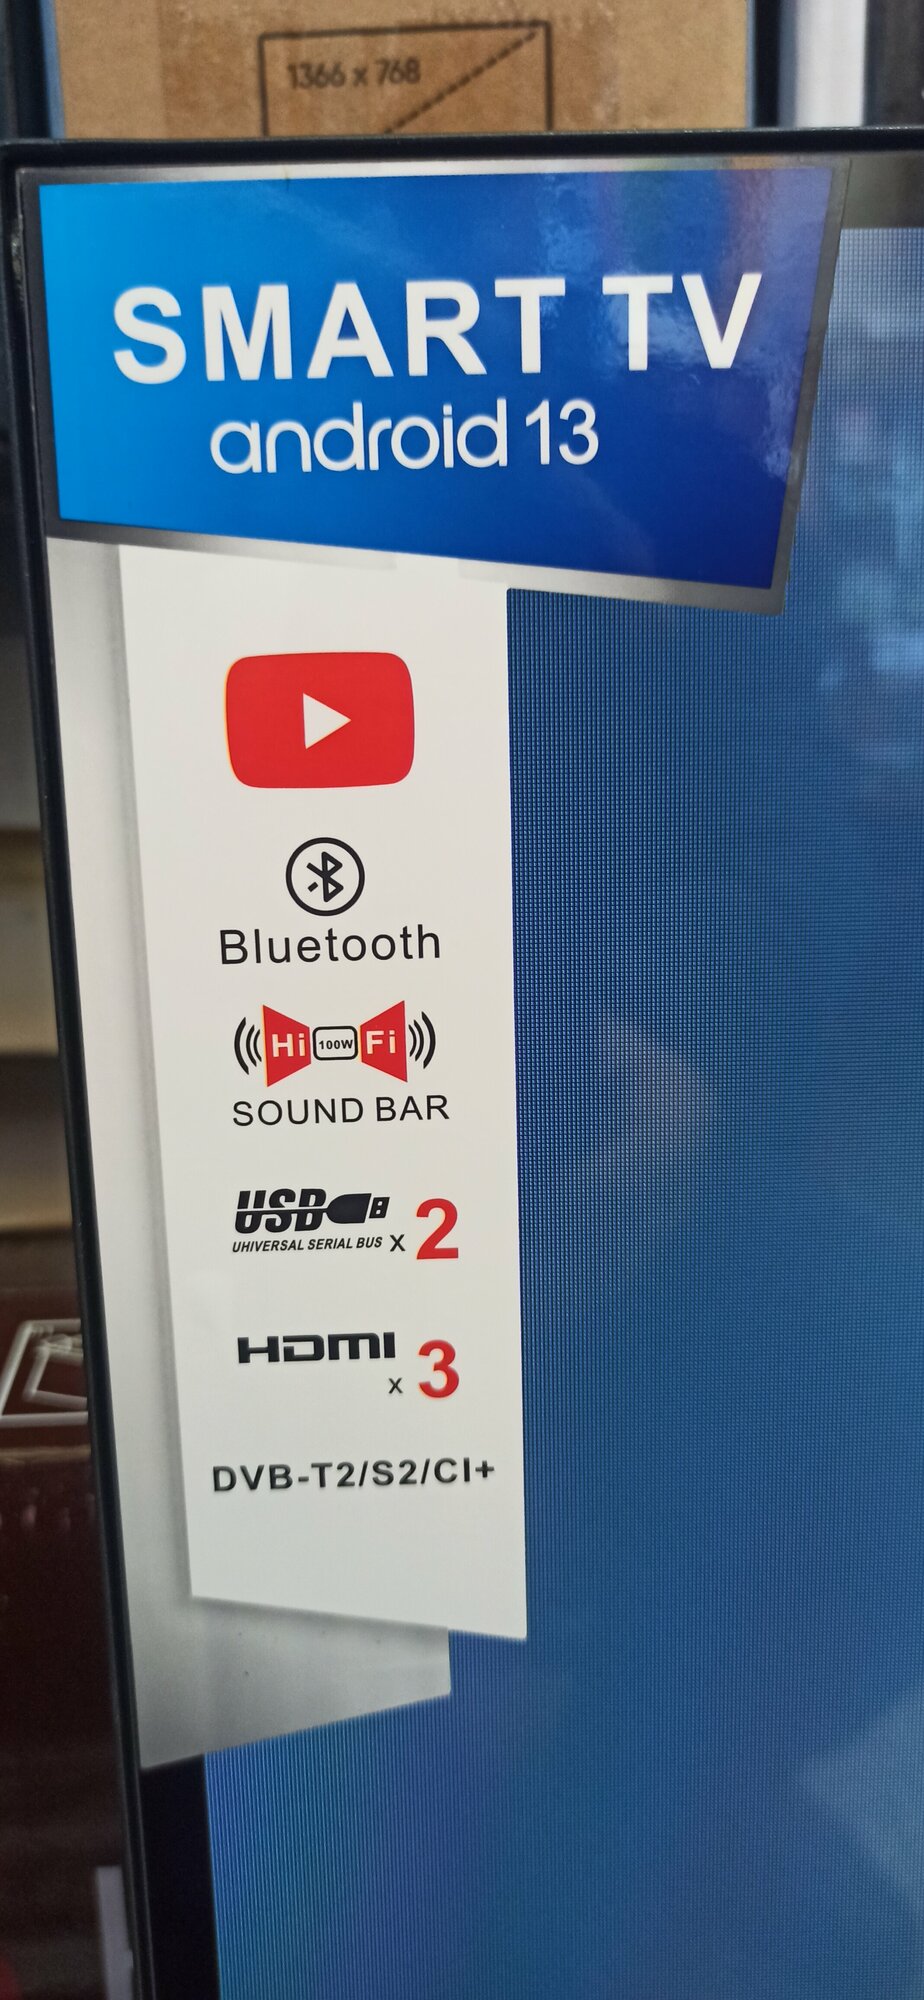 1366 x 768
SMART TV
android 13
Bluetooth
Hi 100W Fi
SOUND BAR
USB
UHIVERSAL SERIAL BUS x 2
HDMI
x 3
DVB-T2/S2/CI+